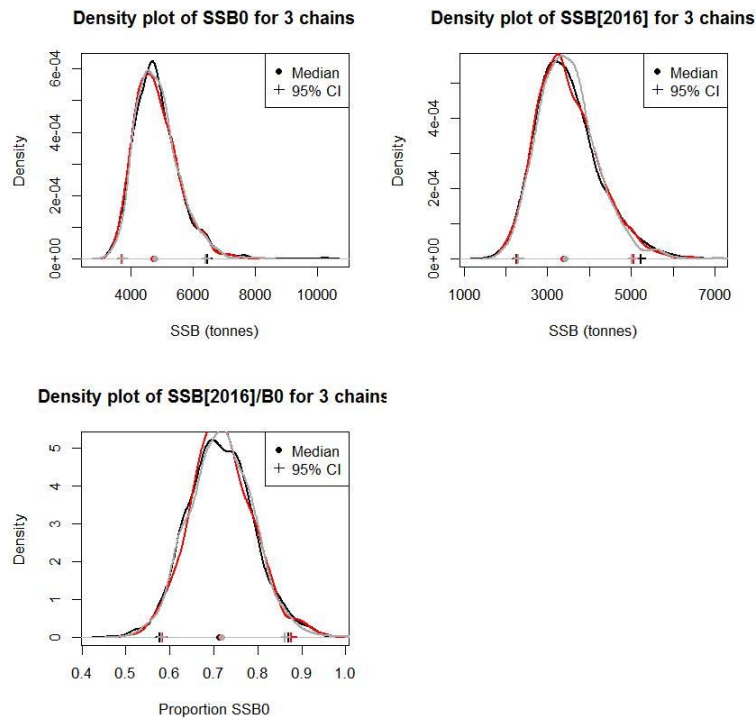 Density plot of SSB0 for 3 chains
Density
6e-04
4e-04
2e-04
0e+00
Median
95% CI
4000 6000 8000 10000
SSB (tonnes)
Density plot of SSB[2016] for 3 chains
Density
4e-04
2e-04
0e+00
Median
95% CI
1000 3000 5000 7000
SSB (tonnes)
Density plot of SSB[2016]/B0 for 3 chains
Density
5
4
3
2
1
0
Median
95% CI
0.4 0.5 0.6 0.7 0.8 0.9 1.0
Proportion SSB0